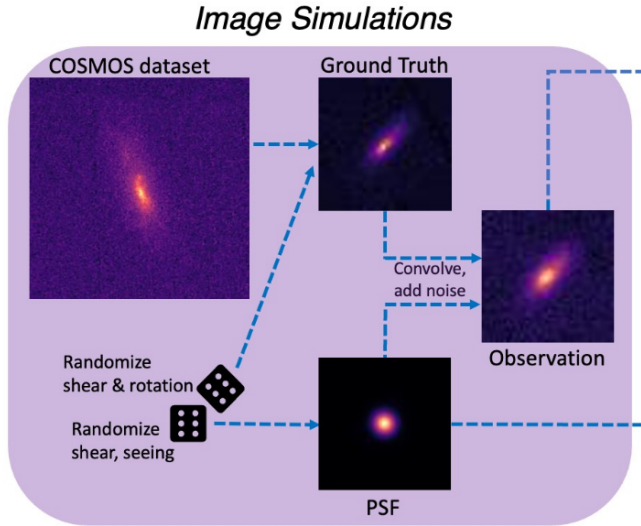 Image Simulations
COSMOS dataset
Ground Truth
Convolve,
add noise
Observation
Randomize
shear & rotation
Randomize
shear, seeing
PSF